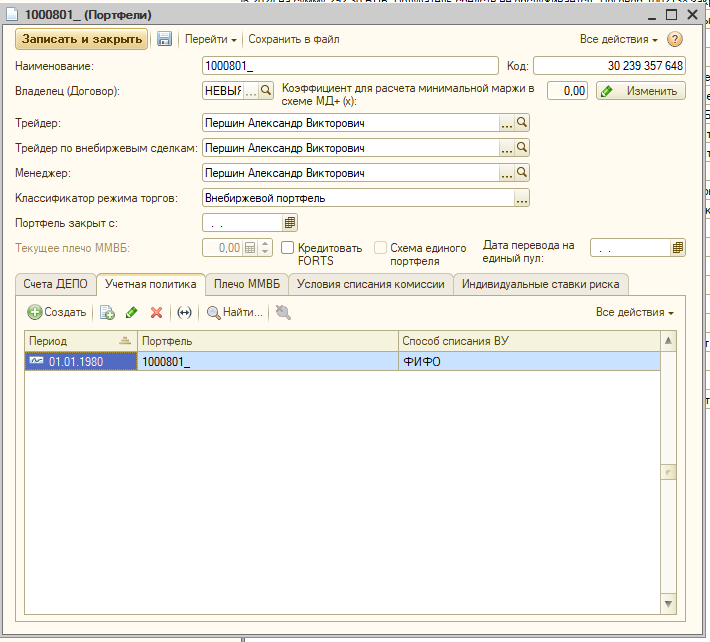 1000801_ (Портфели)
Записать и закрыть Перейти Сохранить в файл Все действия
Наименование: 1000801_ Код: 30 239 357 648
Владелец (Договор): НЕВЫЯ ... Коэффициент для расчета минимальной маржи в схеме МД+ (х): 0,00 Изменить
Трейдер: Першин Александр Викторович ...
Трейдер по внебиржевым сделкам: Першин Александр Викторович ...
Менеджер: Першин Александр Викторович ...
Классификатор режима торгов: Внебиржевой портфель ...
Портфель закрыт с: . .
Текущее плечо ММВБ: 0,00 Кредитовать FORTS Схема единого портфеля Дата перевода на единый пул: . .
Счета ДЕПО Учетная политика Плечо ММВБ Условия списания комиссии Индивидуальные ставки риска
Создать Найти... Все действия
Период Портфель Способ списания ВУ
01.01.1980 1000801_ ФИФО